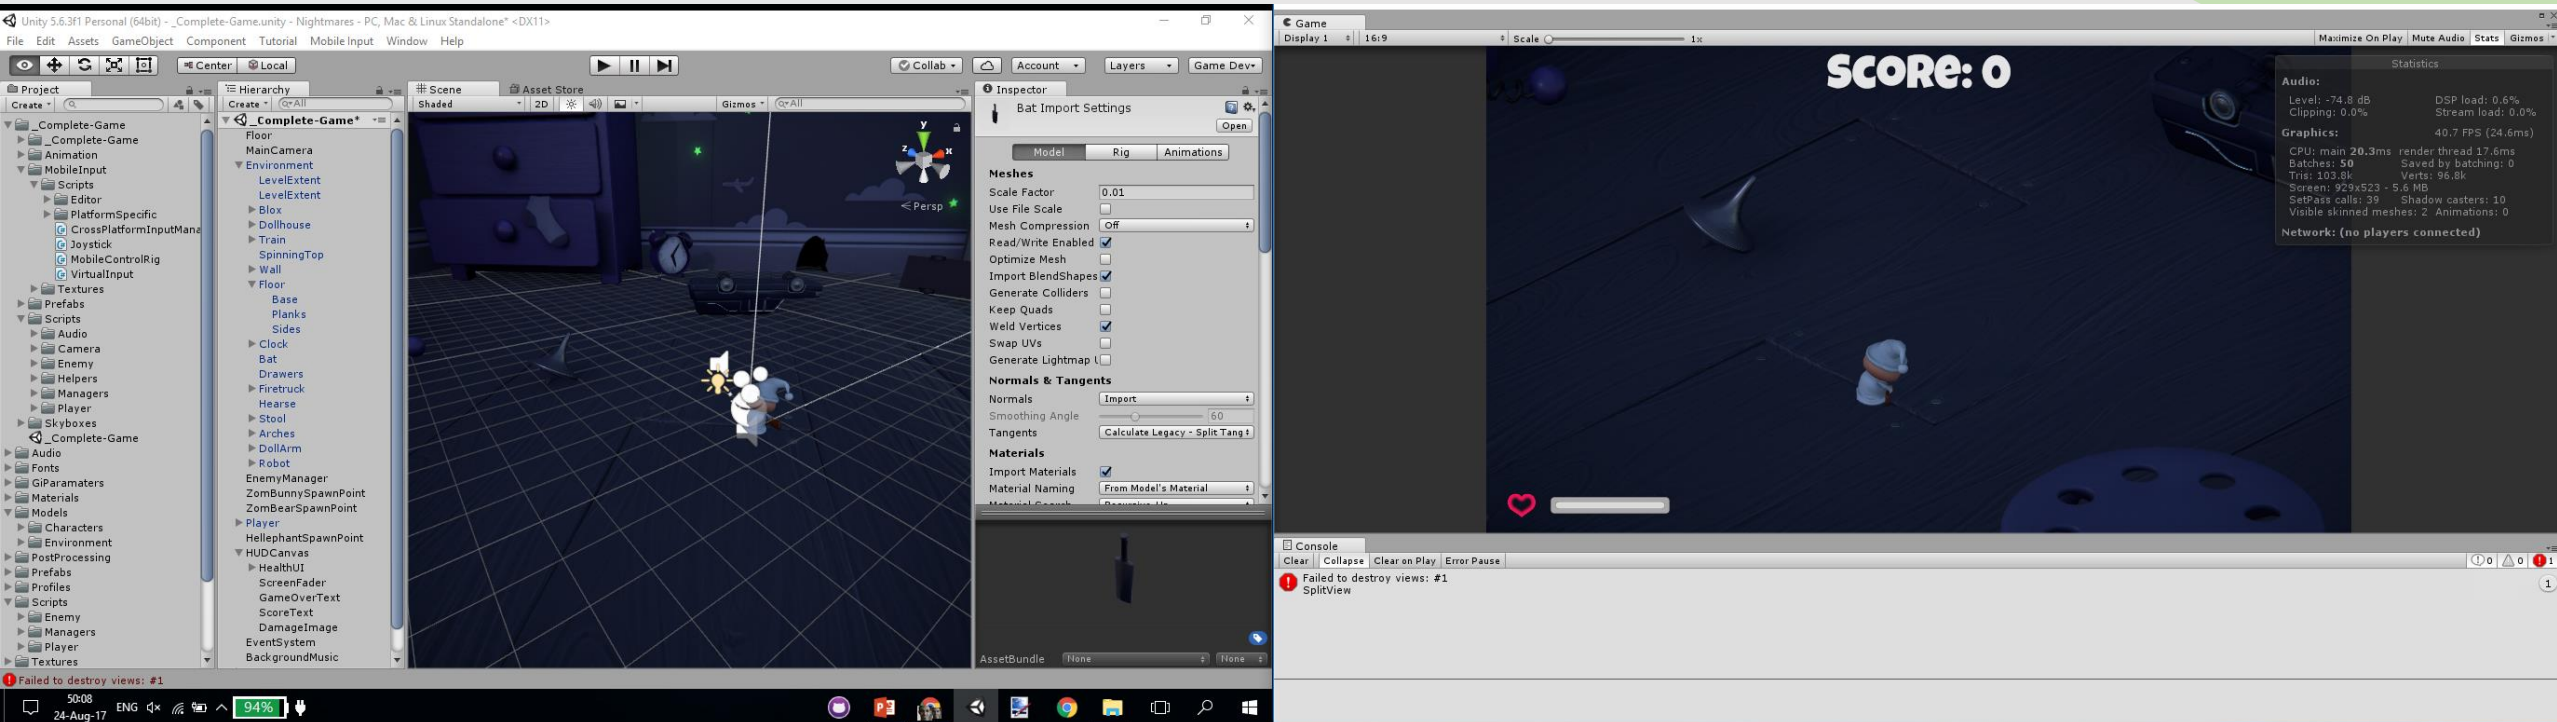 Unity 5.6.3f1 Personal (64bit) - _Complete-Game.unity - Nightmares - PC, Mac & Linux Standalone* <DX11>
File Edit Assets GameObject Component Tutorial Mobile Input Window Help
Center Local
Collab Account Layers Game Dev
Project
Create
_Complete-Game
_Complete-Game
Animation
MobileInput
Scripts
Editor
PlatformSpecific
CrossPlatformInputMana
Joystick
MobileControlRig
VirtualInput
Textures
Prefabs
Scripts
Audio
Camera
Enemy
Helpers
Managers
Player
Skyboxes
_Complete-Game
Audio
Fonts
GiParamaters
Materials
Models
Characters
Environment
PostProcessing
Prefabs
Profiles
Scripts
Enemy
Managers
Player
Textures
Hierarchy
Create All
_Complete-Game*
Floor
MainCamera
Environment
LevelExtent
LevelExtent
Blox
Dollhouse
Train
SpinningTop
Wall
Floor
Base
Planks
Sides
Clock
Bat
Drawers
Firetruck
Hearse
Stool
Arches
DollArm
Robot
EnemyManager
ZomBunnySpawnPoint
ZomBearSpawnPoint
Player
HellephantSpawnPoint
HUDCanvas
HealthUI
ScreenFader
GameOverText
ScoreText
DamageImage
EventSystem
BackgroundMusic
Scene Asset Store
Shaded 2D Gizmos All
y
z x
Persp
Inspector
Bat Import Settings
Open
Model Rig Animations
Meshes
Scale Factor 0.01
Use File Scale
Mesh Compression Off
Read/Write Enabled
Optimize Mesh
Import BlendShapes
Generate Colliders
Keep Quads
Weld Vertices
Swap UVs
Generate Lightmap U
Normals & Tangents
Normals Import
Smoothing Angle 60
Tangents Calculate Legacy - Split Tang
Materials
Import Materials
Material Naming From Model's Material
AssetBundle None None
Failed to destroy views: #1
50:08
24-Aug-17
ENG
94%
Game
Display 1 16:9 Scale 1x Maximize On Play Mute Audio Stats Gizmos
SCORE: 0
Statistics
Audio:
Level: -74.8 dB DSP load: 0.6%
Clipping: 0.0% Stream load: 0.0%
Graphics: 40.7 FPS (24.6ms)
CPU: main 20.3ms render thread 17.6ms
Batches: 50 Saved by batching: 0
Tris: 103.8k Verts: 96.8k
Screen: 929x523 - 5.6 MB
SetPass calls: 39 Shadow casters: 10
Visible skinned meshes: 2 Animations: 0
Network: (no players connected)
Console
Clear Collapse Clear on Play Error Pause 0 0 1
Failed to destroy views: #1
SplitView
1